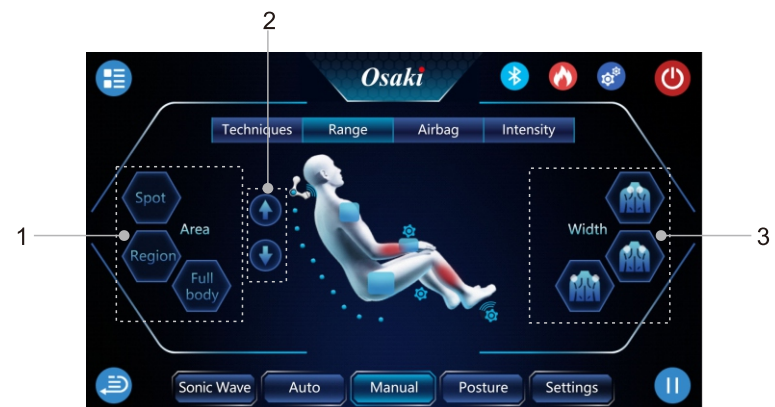 2
Osaki
Techniques Range Airbag Intensity
Spot
Area
Region
Full
body
Width
1
3
Sonic Wave Auto Manual Posture Settings